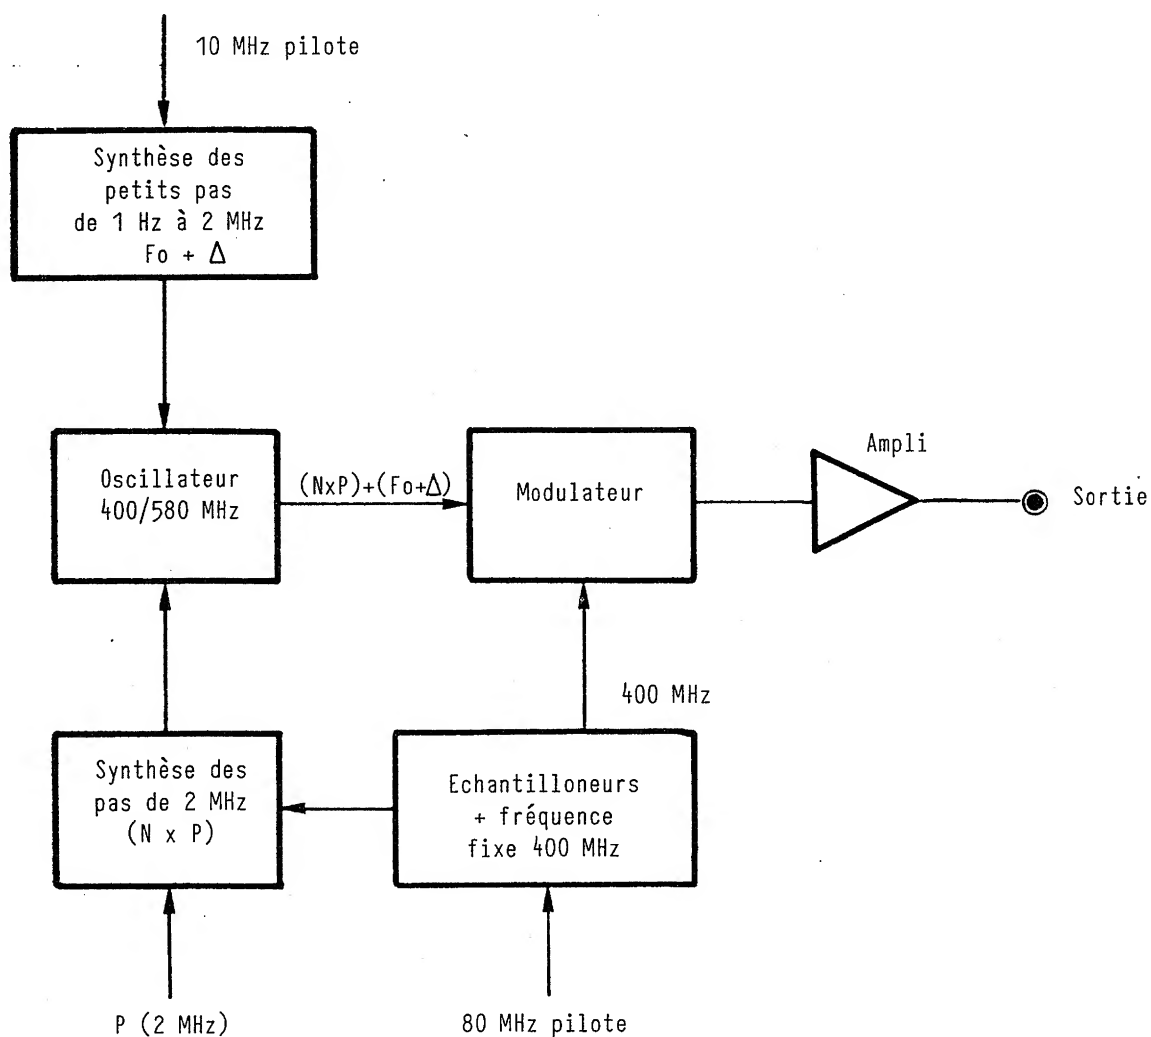 10 MHz pilote
Synthèse des
petits pas
de 1 Hz à 2 MHz
Fo + Δ
Oscillateur
400/580 MHz
(NxP)+(Fo+Δ)
Modulateur
Ampli
Sortie
400 MHz
Synthèse des
pas de 2 MHz
(N x P)
Echantilloneurs
+ fréquence
fixe 400 MHz
P (2 MHz)
80 MHz pilote